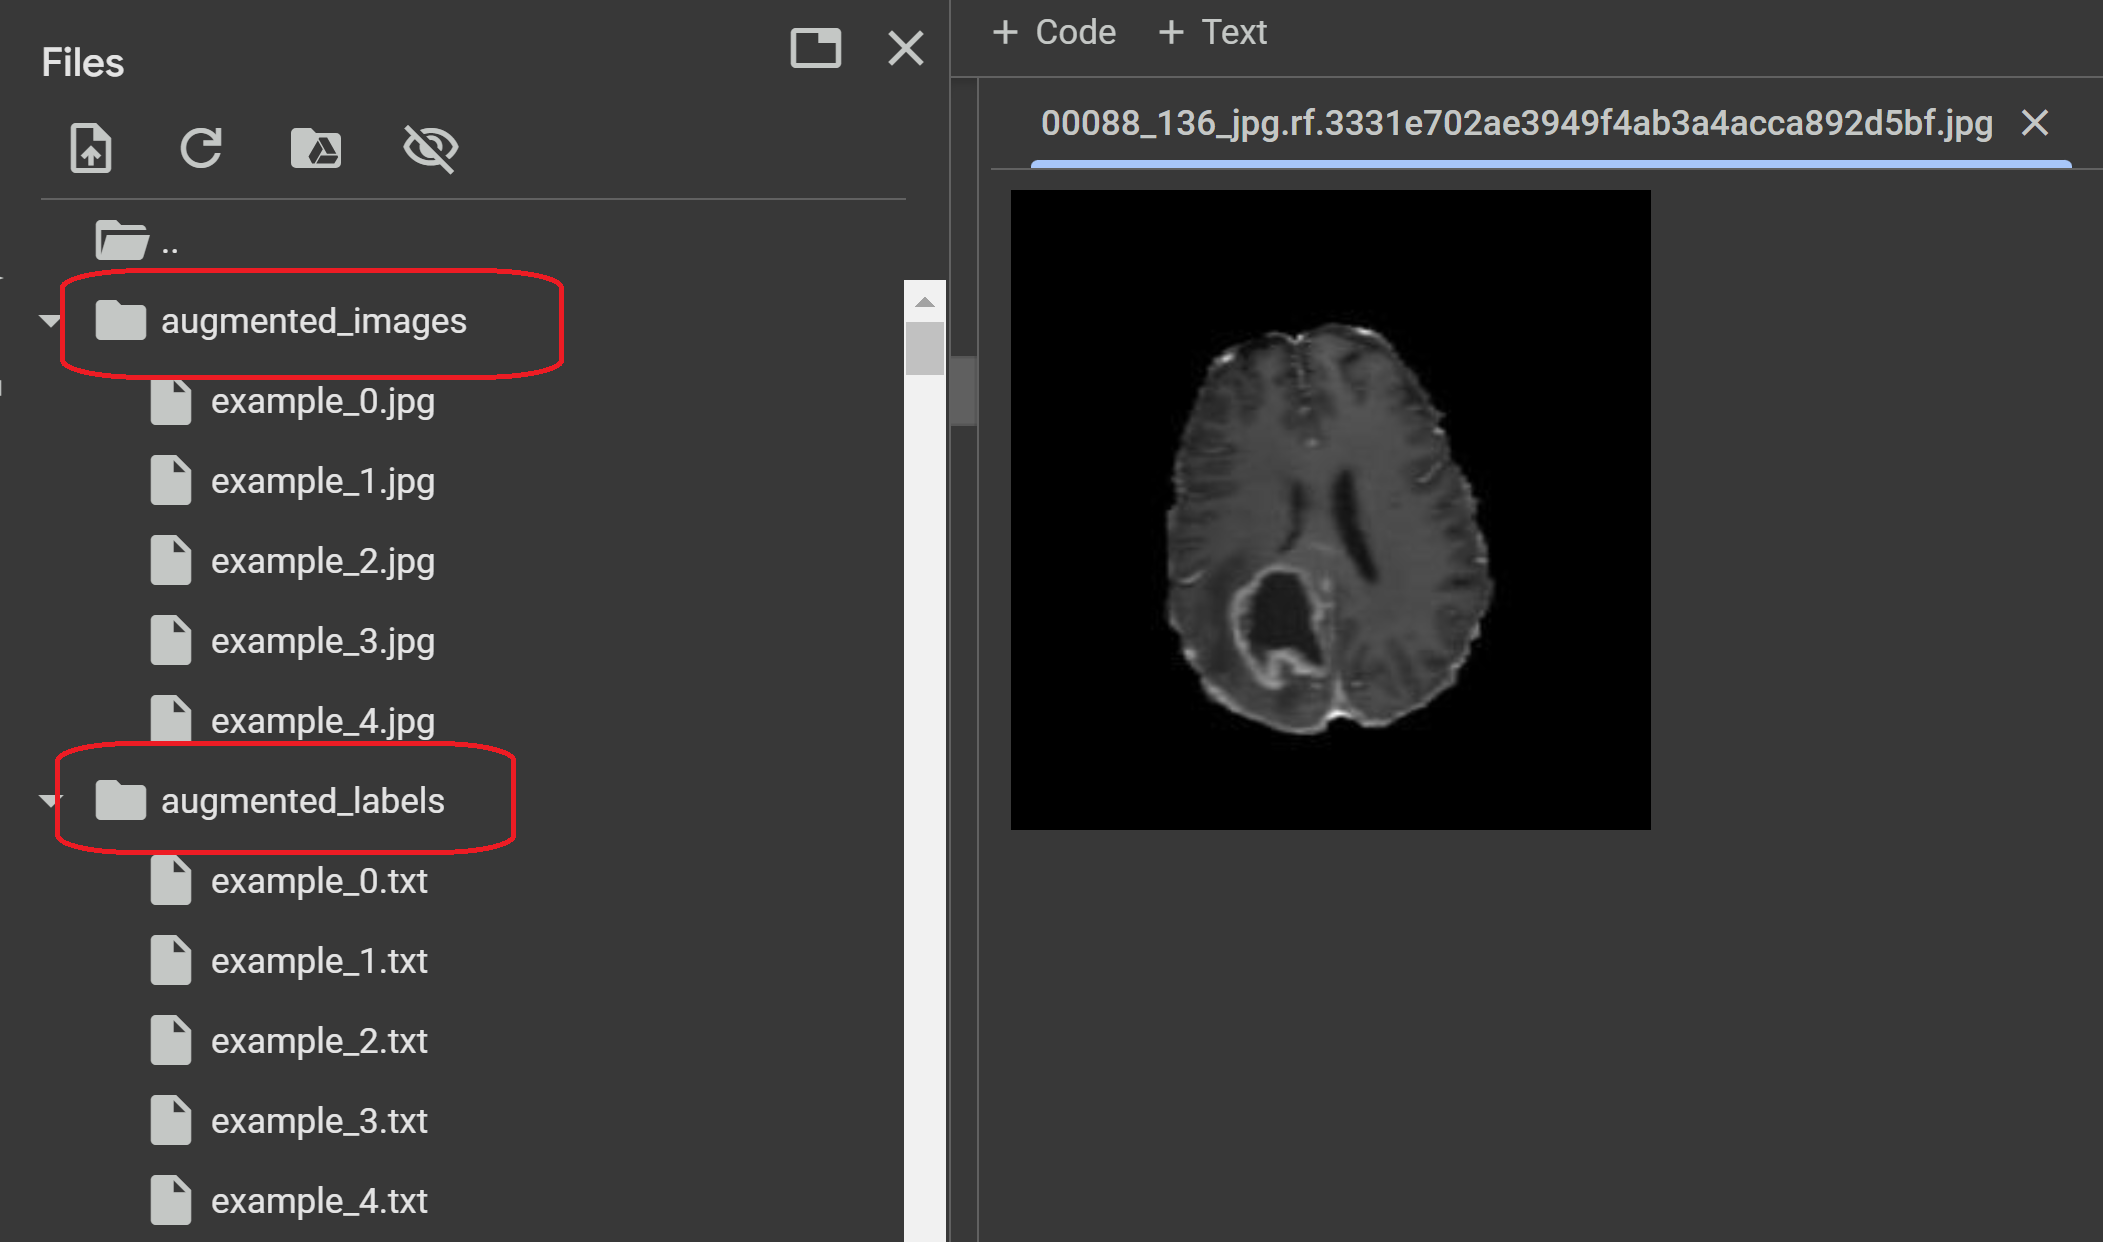 Files
..
augmented_images
example_0.jpg
example_1.jpg
example_2.jpg
example_3.jpg
example_4.jpg
augmented_labels
example_0.txt
example_1.txt
example_2.txt
example_3.txt
example_4.txt
+ Code + Text
00088_136_jpg.rf.3331e702ae3949f4ab3a4acca892d5bf.jpg